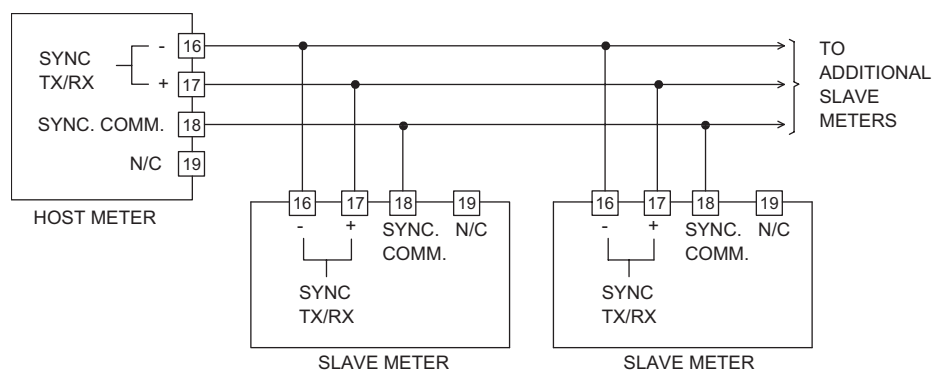 SYNC
TX/RX
- 16
+ 17
SYNC. COMM. 18
N/C 19
HOST METER
TO
ADDITIONAL
SLAVE
METERS
16 17 18 19
- + SYNC. N/C
COMM.
SYNC
TX/RX
SLAVE METER
16 17 18 19
- + SYNC. N/C
COMM.
SYNC
TX/RX
SLAVE METER